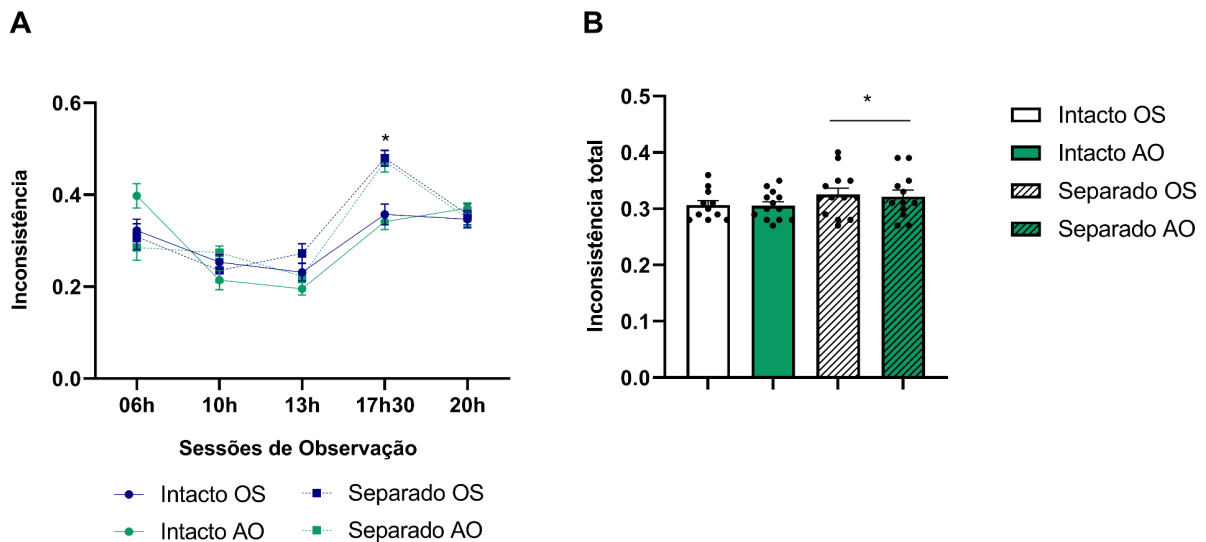 A
B
0.6
0.4
0.2
0.0
Inconsistência
*
06h
10h
13h
17h30
20h
Sessões de Observação
Intacto OS
Separado OS
Intacto AO
Separado AO
0.5
0.4
0.3
0.2
0.1
0.0
Inconsistência total
*
Intacto OS
Intacto AO
Separado OS
Separado AO